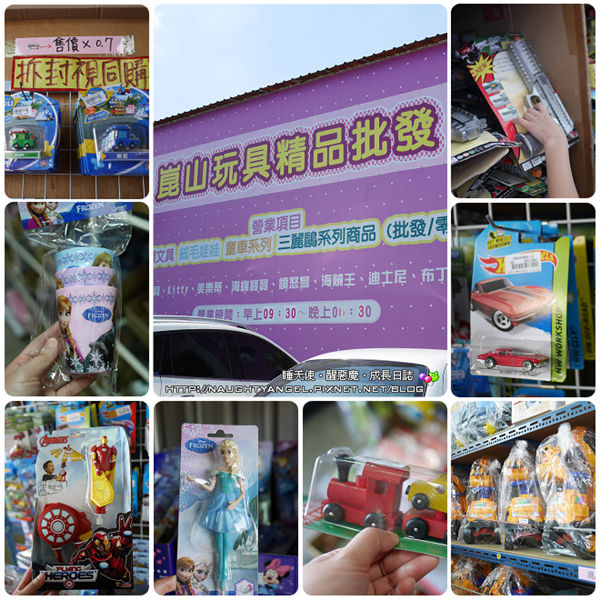 售價 x 0.7
拆封視同購
崑山玩具精品批發
營業項目
文具 絨毛娃娃 童車系列 三麗鷗系列商品 (批發/零
Kitty、美樂蒂、海綿寶寶、憤怒鳥、海賊王、迪士尼、布丁
營業時間:早上09:30~晚上06:30
睡天使‧醒惡魔‧成長日誌
HTTP://NAUGHTYANGEL.PIXNET.NET/BLOG
FROZEN
FROZEN
HW WORKSHOP
AVENGERS
FLYING
HEROES
Disney
FROZEN